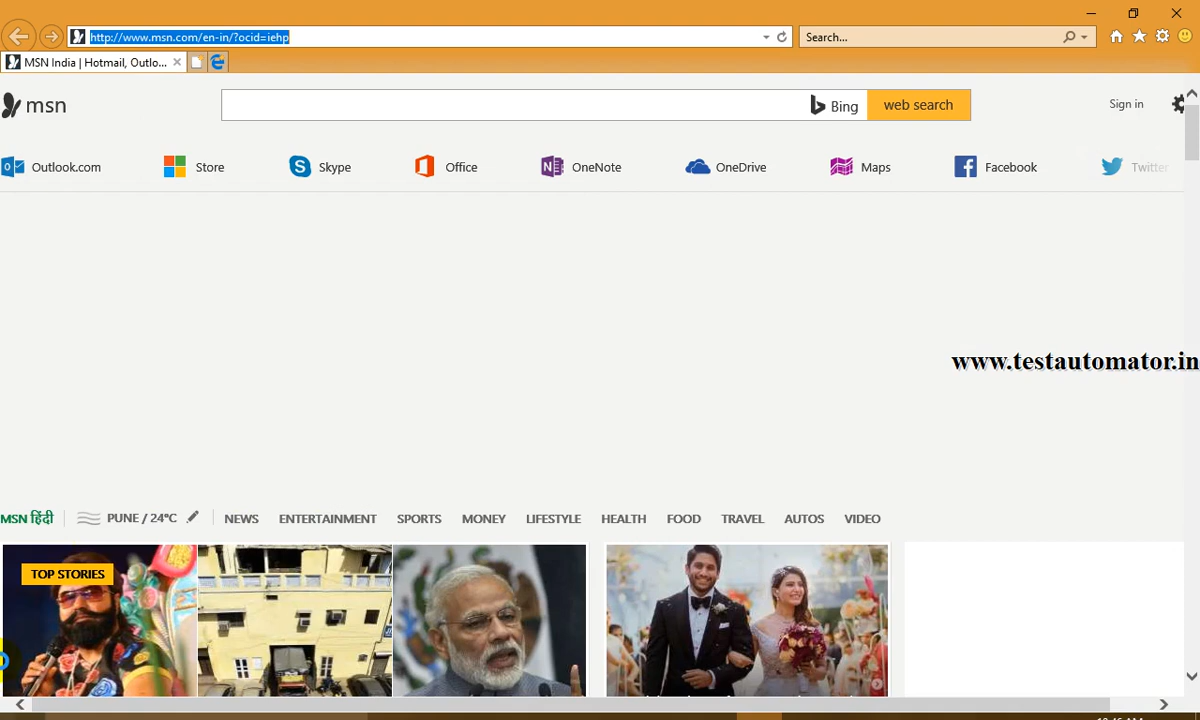 http://www.msn.com/en-in/?ocid=iehp
Search...
MSN India | Hotmail, Outlo...
msn
Bing
web search
Sign in
Outlook.com
Store
Skype
Office
OneNote
OneDrive
Maps
Facebook
Twitter
www.testautomator.in
MSN हिंदी
PUNE / 24°C
NEWS
ENTERTAINMENT
SPORTS
MONEY
LIFESTYLE
HEALTH
FOOD
TRAVEL
AUTOS
VIDEO
TOP STORIES